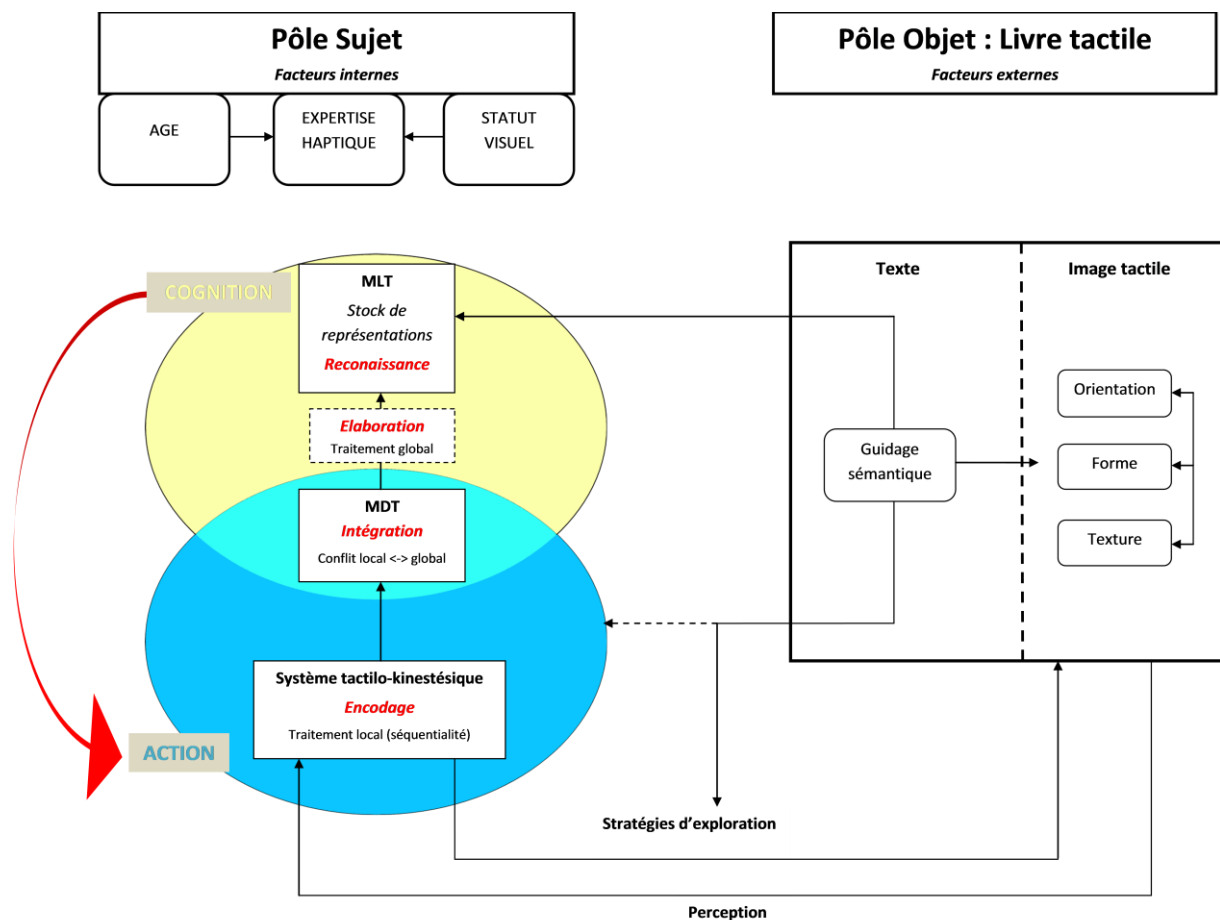 Pôle Sujet
Facteurs internes
Pôle Objet : Livre tactile
Facteurs externes
AGE
EXPERTISE
HAPTIQUE
STATUT
VISUEL
COGNITION
MLT
Stock de
représentations
Reconaissance
Elaboration
Traitement global
MDT
Intégration
Conflit local <-> global
Système tactilo-kinestésique
Encodage
Traitement local (séquentialité)
ACTION
Texte
Image tactile
Guidage
sémantique
Orientation
Forme
Texture
Stratégies d’exploration
Perception